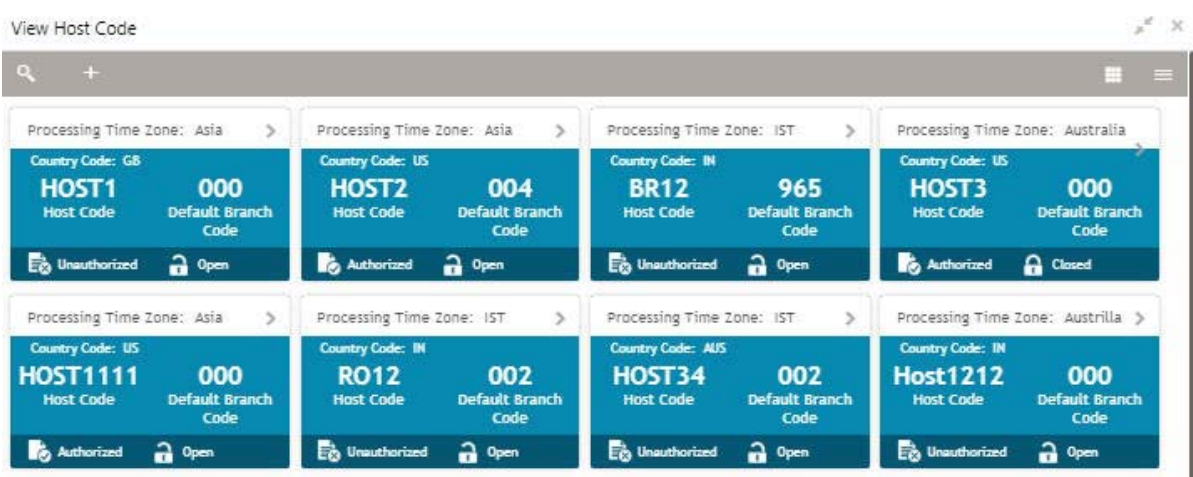 View Host Code
Processing Time Zone: Asia
Country Code: GB
HOST1 000
Host Code Default Branch
Code
Unauthorized Open
Processing Time Zone: Asia
Country Code: US
HOST2 004
Host Code Default Branch
Code
Authorized Open
Processing Time Zone: IST
Country Code: IN
BR12 965
Host Code Default Branch
Code
Unauthorized Open
Processing Time Zone: Australia
Country Code: US
HOST3 000
Host Code Default Branch
Code
Authorized Closed
Processing Time Zone: Asia
Country Code: US
HOST1111 000
Host Code Default Branch
Code
Authorized Open
Processing Time Zone: IST
Country Code: IN
RO12 002
Host Code Default Branch
Code
Unauthorized Open
Processing Time Zone: IST
Country Code: AUS
HOST34 002
Host Code Default Branch
Code
Unauthorized Open
Processing Time Zone: Austrilla
Country Code: IN
Host1212 000
Host Code Default Branch
Code
Unauthorized Open